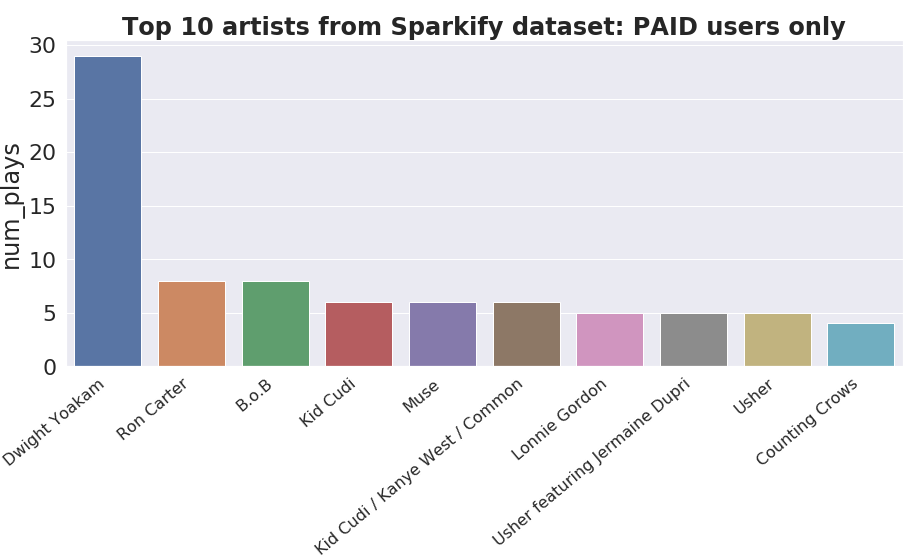 Top 10 artists from Sparkify dataset: PAID users only
num_plays
30
25
20
15
10
5
0
Dwight Yoakam
Ron Carter
B.o.B
Kid Cudi
Muse
Kid Cudi / Kanye West / Common
Lonnie Gordon
Usher featuring Jermaine Dupri
Usher
Counting Crows